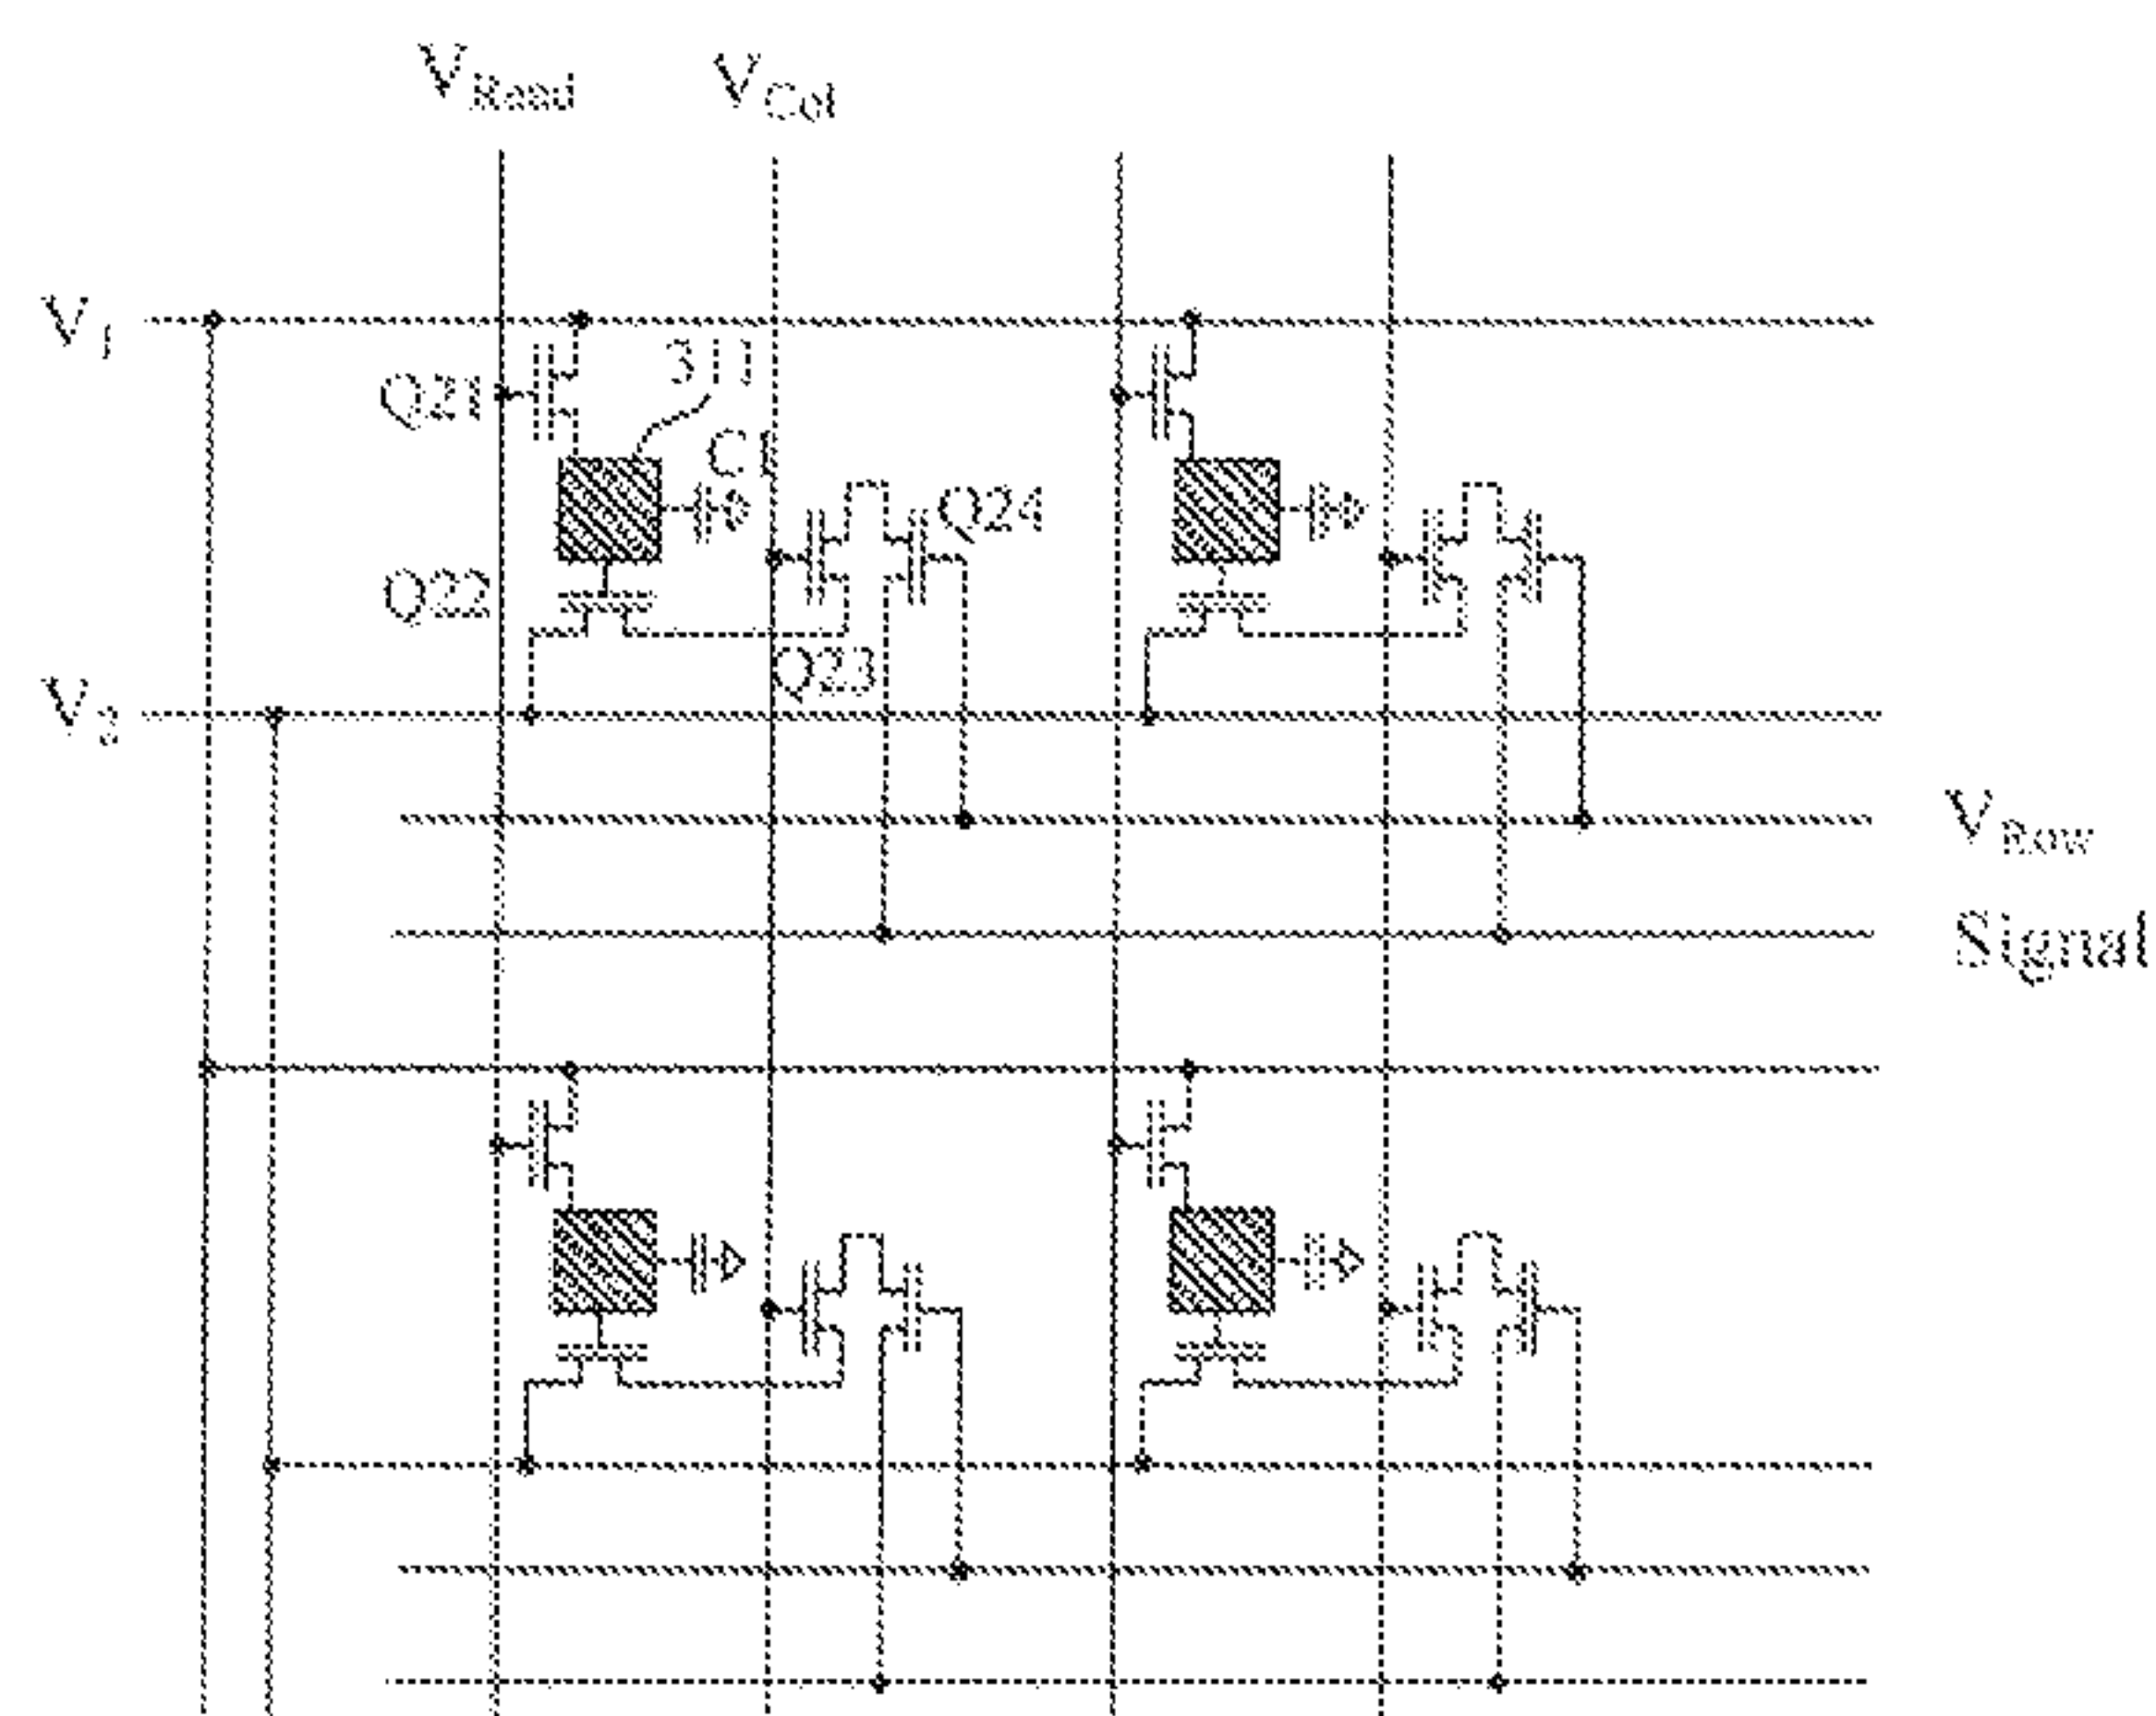 V_Read V_Col
V_1
Q21
311
C1
Q24
Q22
Q23
V_2
V_Row
Signal